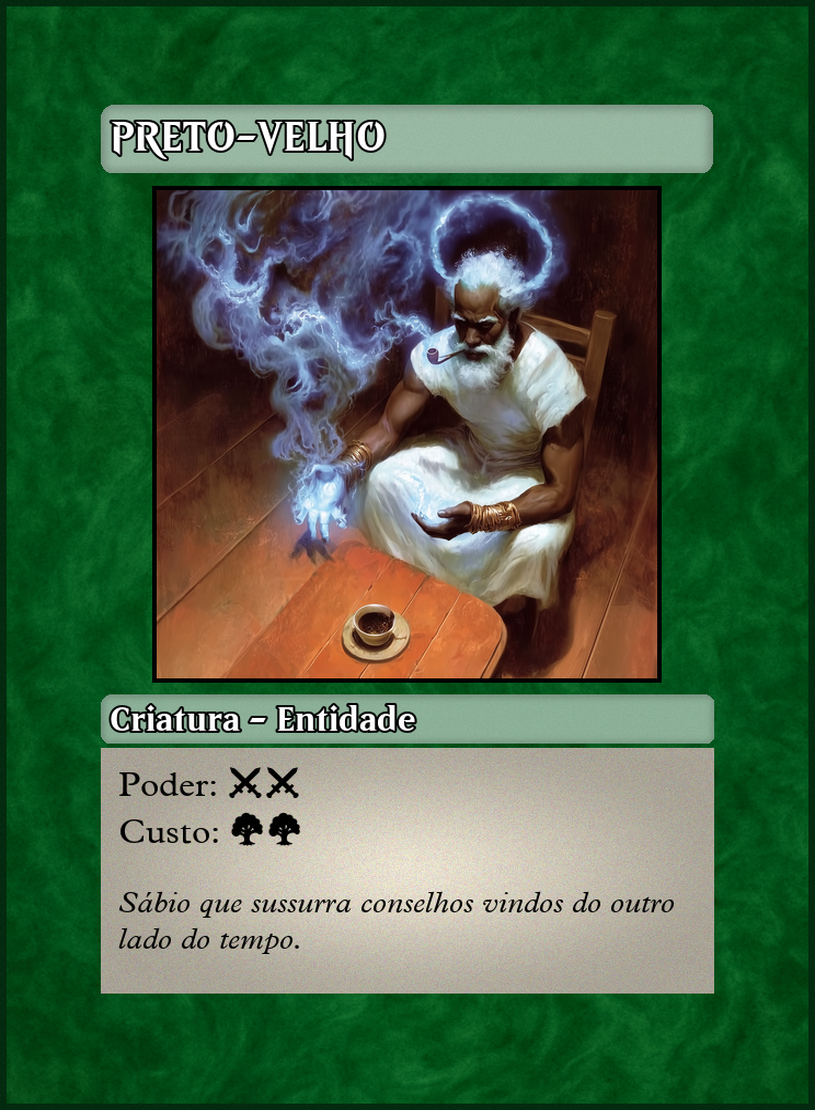 PRETO-VELHO
Criatura - Entidade
Poder:
Custo:
Sábio que sussurra conselhos vindos do outro
lado do tempo.